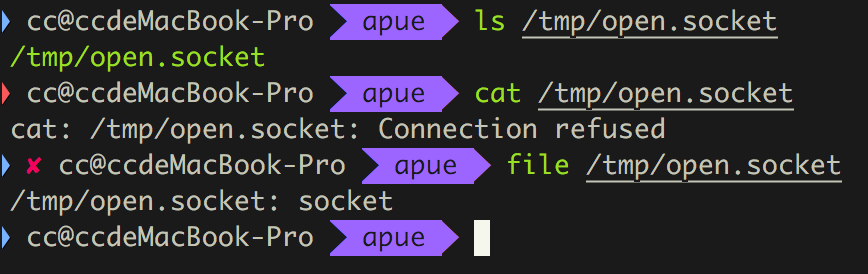 cc@ccdeMacBook-Pro apue ls /tmp/open.socket
/tmp/open.socket
cc@ccdeMacBook-Pro apue cat /tmp/open.socket
cat: /tmp/open.socket: Connection refused
✘ cc@ccdeMacBook-Pro apue file /tmp/open.socket
/tmp/open.socket: socket
cc@ccdeMacBook-Pro apue